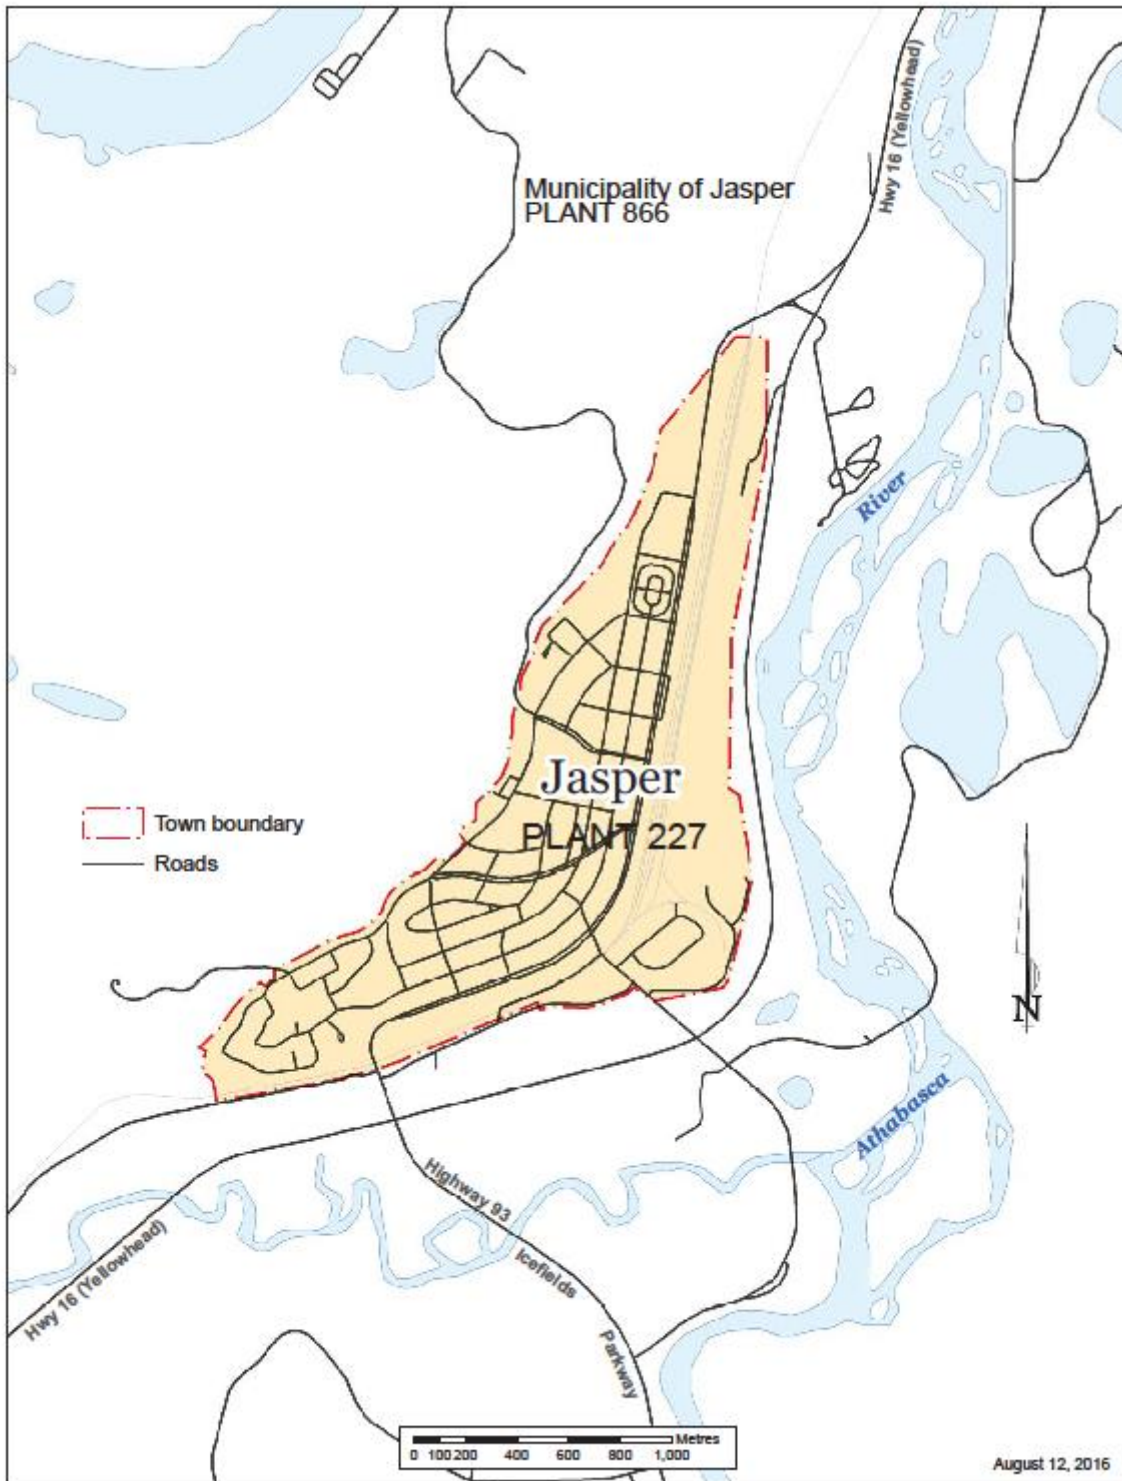 Hwy 16 (Yellowhead)
Municipality of Jasper
PLANT 866
River
Jasper
PLANT 227
Town boundary
Roads
N
Athabasca
Highway 93
Icefields
Parkway
Hwy 16 (Yellowhead)
Metres
0 100 200 400 600 800 1,000
August 12, 2016